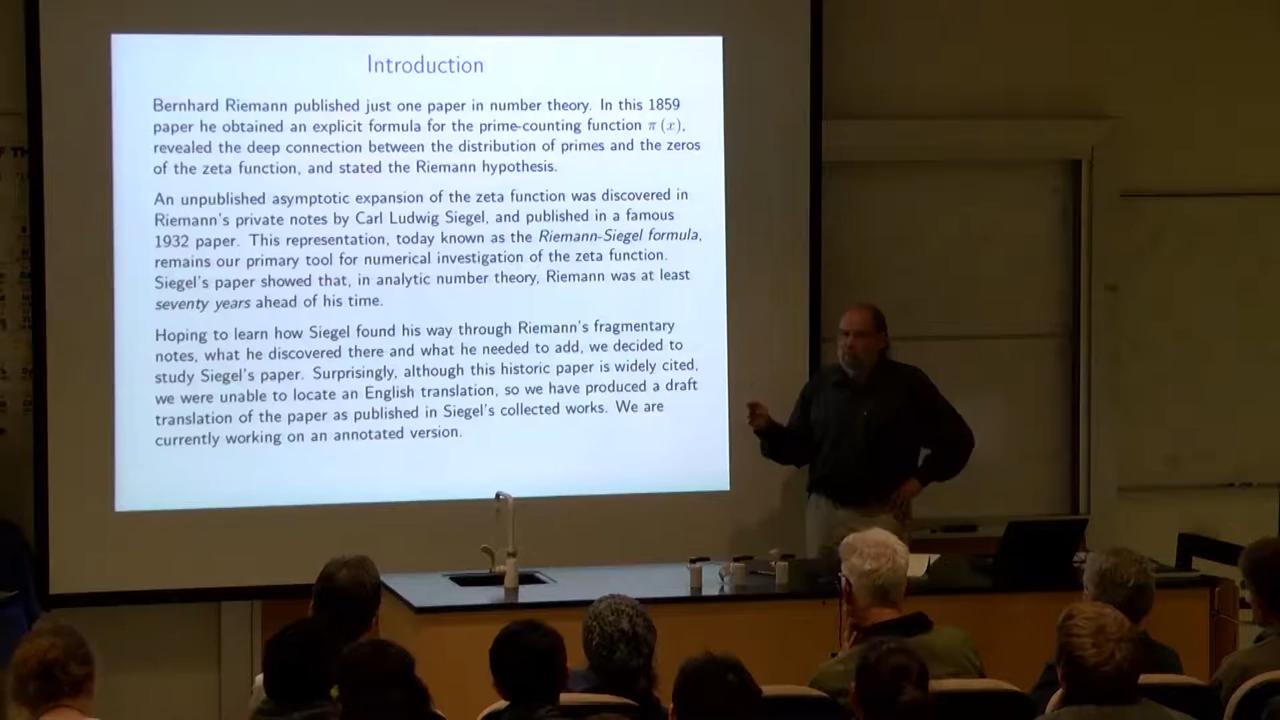 Introduction
Bernhard Riemann published just one paper in number theory. In this 1859
paper he obtained an explicit formula for the prime-counting function π (x),
revealed the deep connection between the distribution of primes and the zeros
of the zeta function, and stated the Riemann hypothesis.
An unpublished asymptotic expansion of the zeta function was discovered in
Riemann's private notes by Carl Ludwig Siegel, and published in a famous
1932 paper. This representation, today known as the Riemann-Siegel formula,
remains our primary tool for numerical investigation of the zeta function.
Siegel's paper showed that, in analytic number theory, Riemann was at least
seventy years ahead of his time.
Hoping to learn how Siegel found his way through Riemann's fragmentary
notes, what he discovered there and what he needed to add, we decided to
study Siegel's paper. Surprisingly, although this historic paper is widely cited,
we were unable to locate an English translation, so we have produced a draft
translation of the paper as published in Siegel's collected works. We are
currently working on an annotated version.